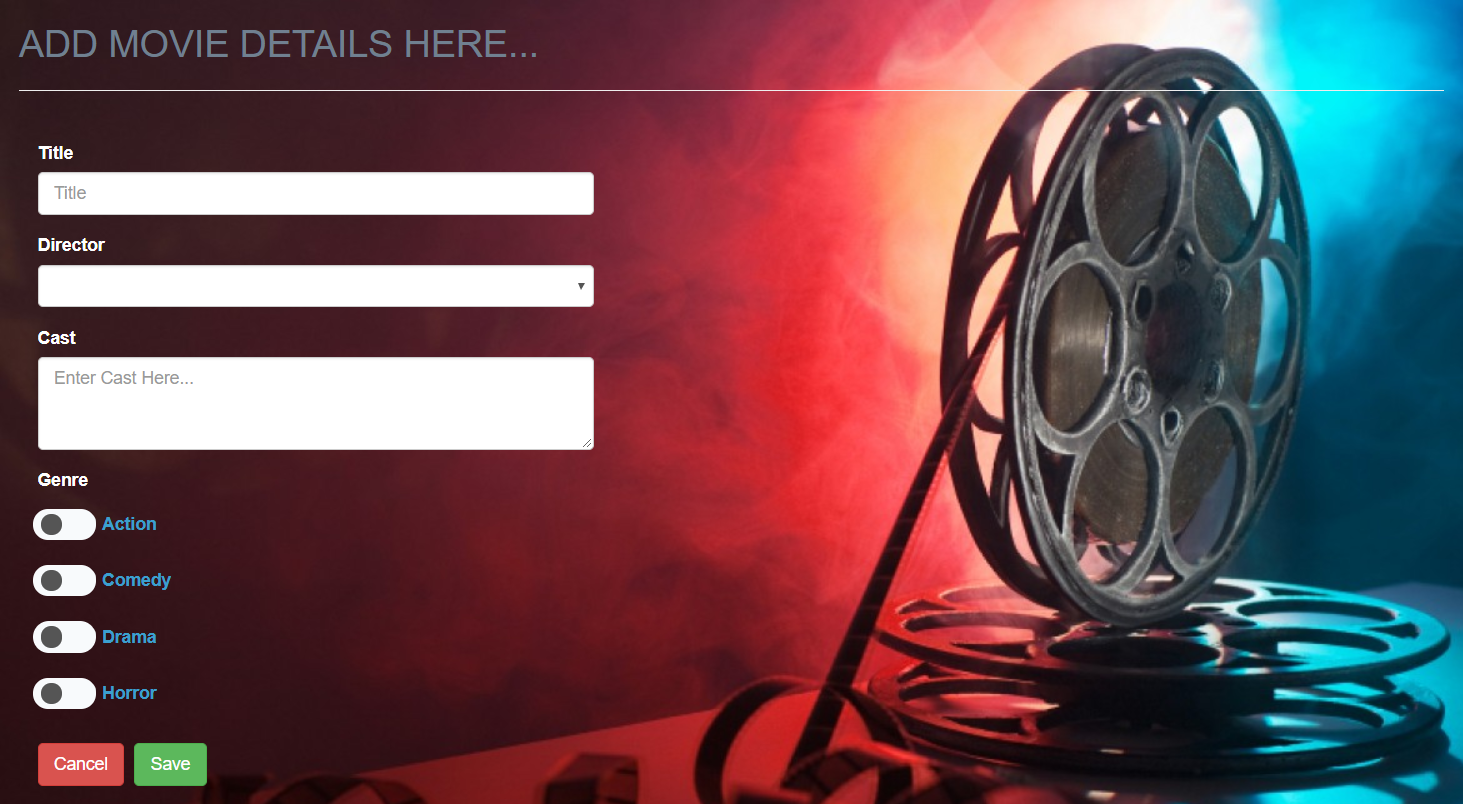 ADD MOVIE DETAILS HERE...
Title
Title
Director
Cast
Enter Cast Here...
Genre
Action
Comedy
Drama
Horror
Cancel Save